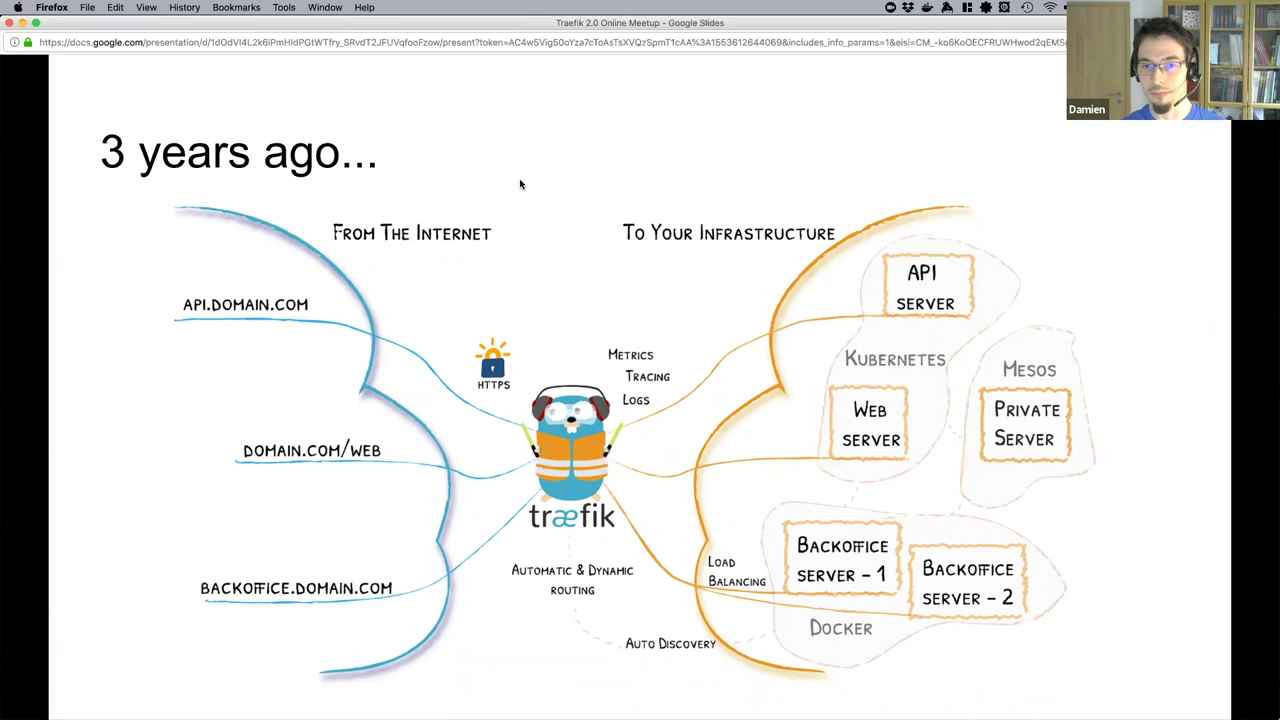 Firefox File Edit View History Bookmarks Tools Window Help
Traefik 2.0 Online Meetup - Google Slides
Damien
3 years ago...
FROM THE INTERNET
TO YOUR INFRASTRUCTURE
API.DOMAIN.COM
API
SERVER
HTTPS
METRICS
TRACING
LOGS
KUBERNETES
MESOS
WEB
SERVER
PRIVATE
SERVER
DOMAIN.COM/WEB
træfik
BACKOFFICE
SERVER - 1
BACKOFFICE
SERVER - 2
LOAD
BALANCING
AUTOMATIC & DYNAMIC
ROUTING
BACKOFFICE.DOMAIN.COM
DOCKER
AUTO DISCOVERY